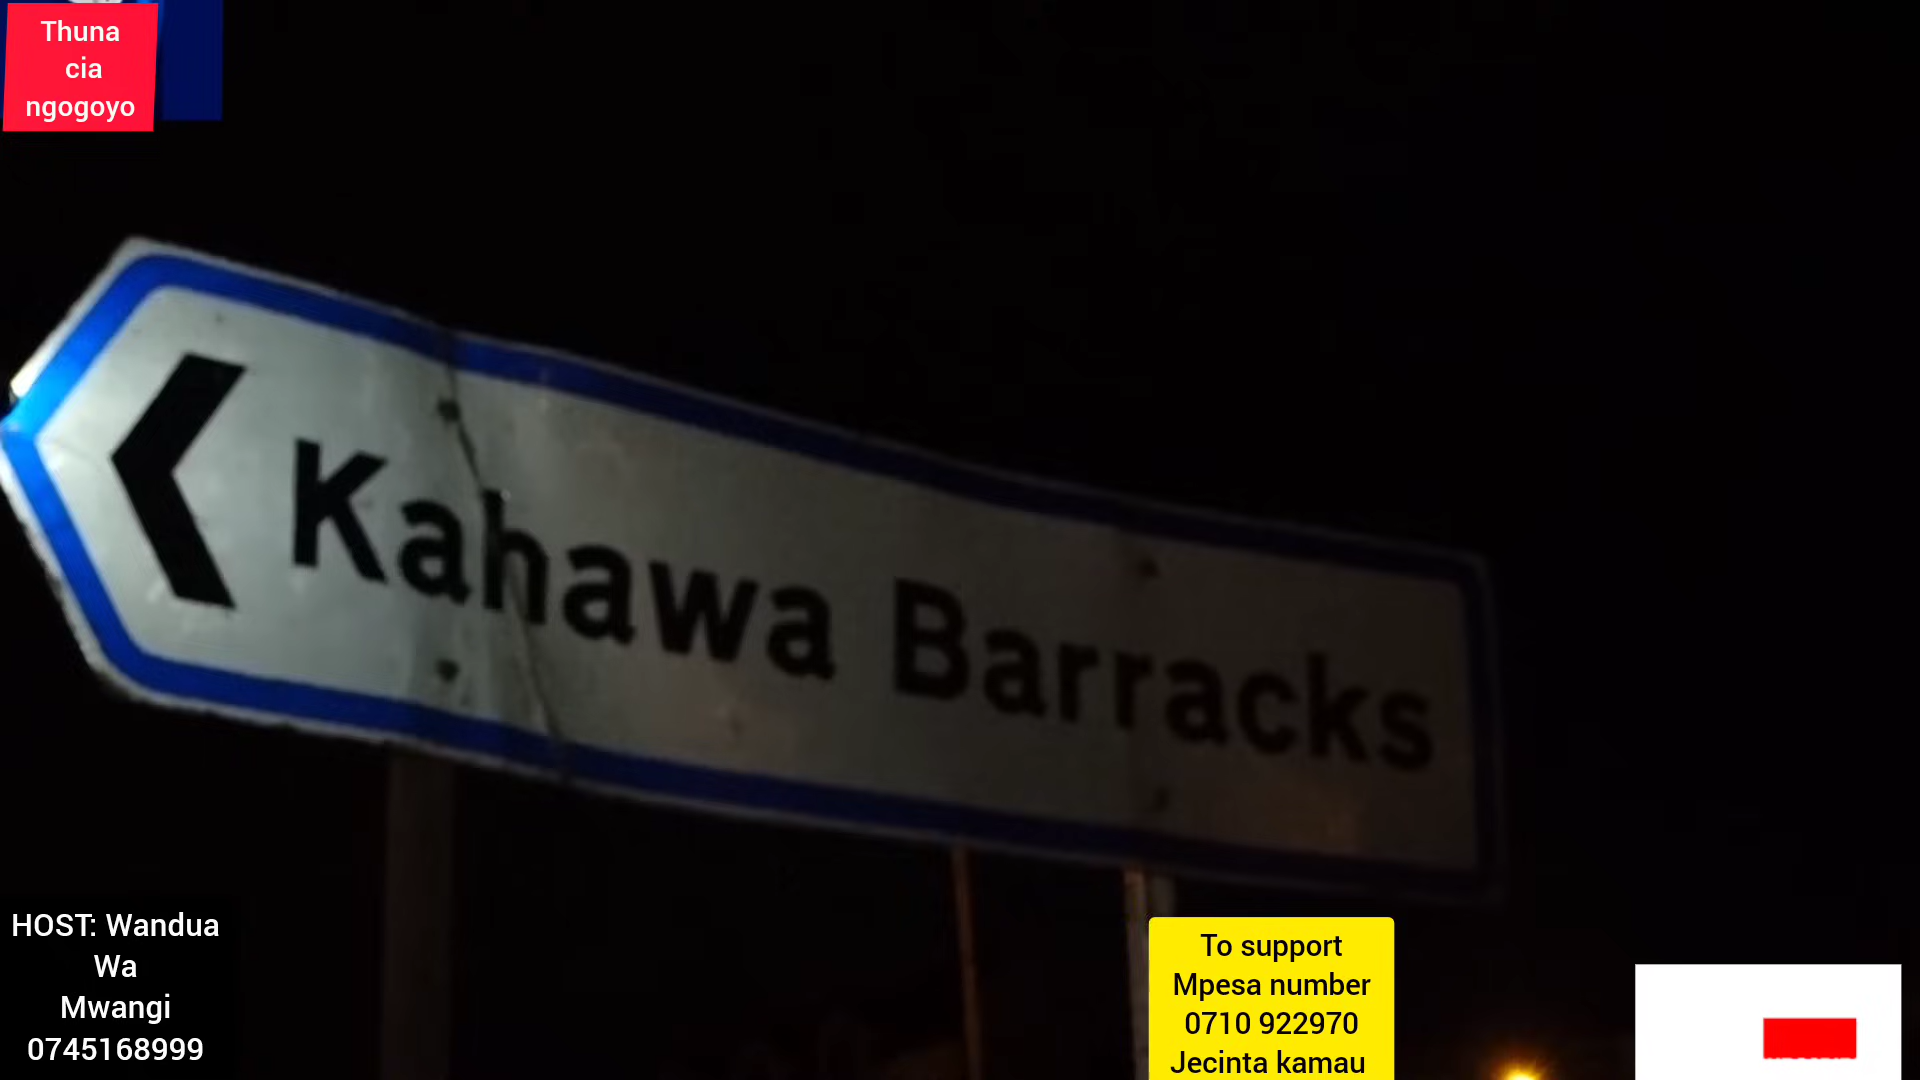 Thuna
cia
ngogoyo
Kahawa Barracks
HOST: Wandua
Wa
Mwangi
0745168999
To support
Mpesa number
0710 922970
Jecinta kamau